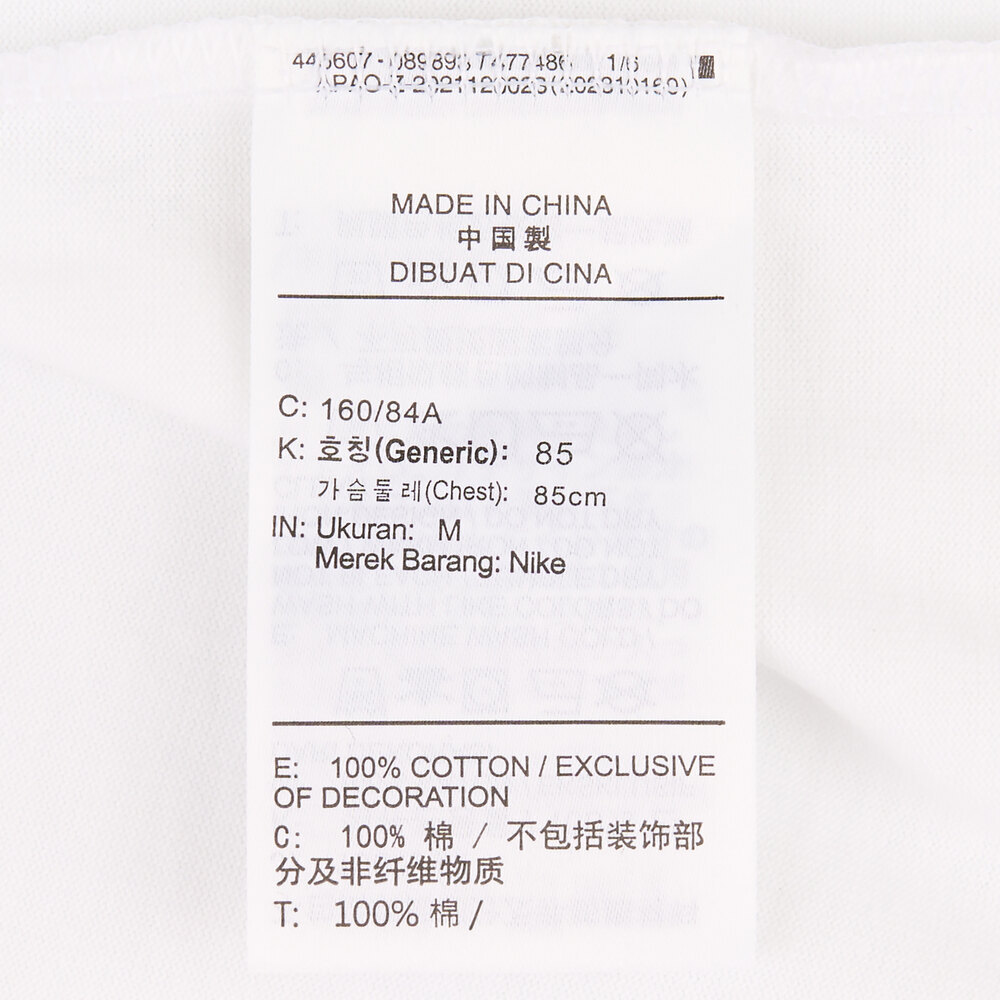 1/6
MADE IN CHINA
中国製
DIBUAT DI CINA
C: 160/84A
K: 호칭(Generic): 85
가슴둘레(Chest): 85cm
IN: Ukuran: M
Merek Barang: Nike
E: 100% COTTON / EXCLUSIVE
OF DECORATION
C: 100% 棉 / 不包括装饰部
分及非纤维物质
T: 100% 棉 /